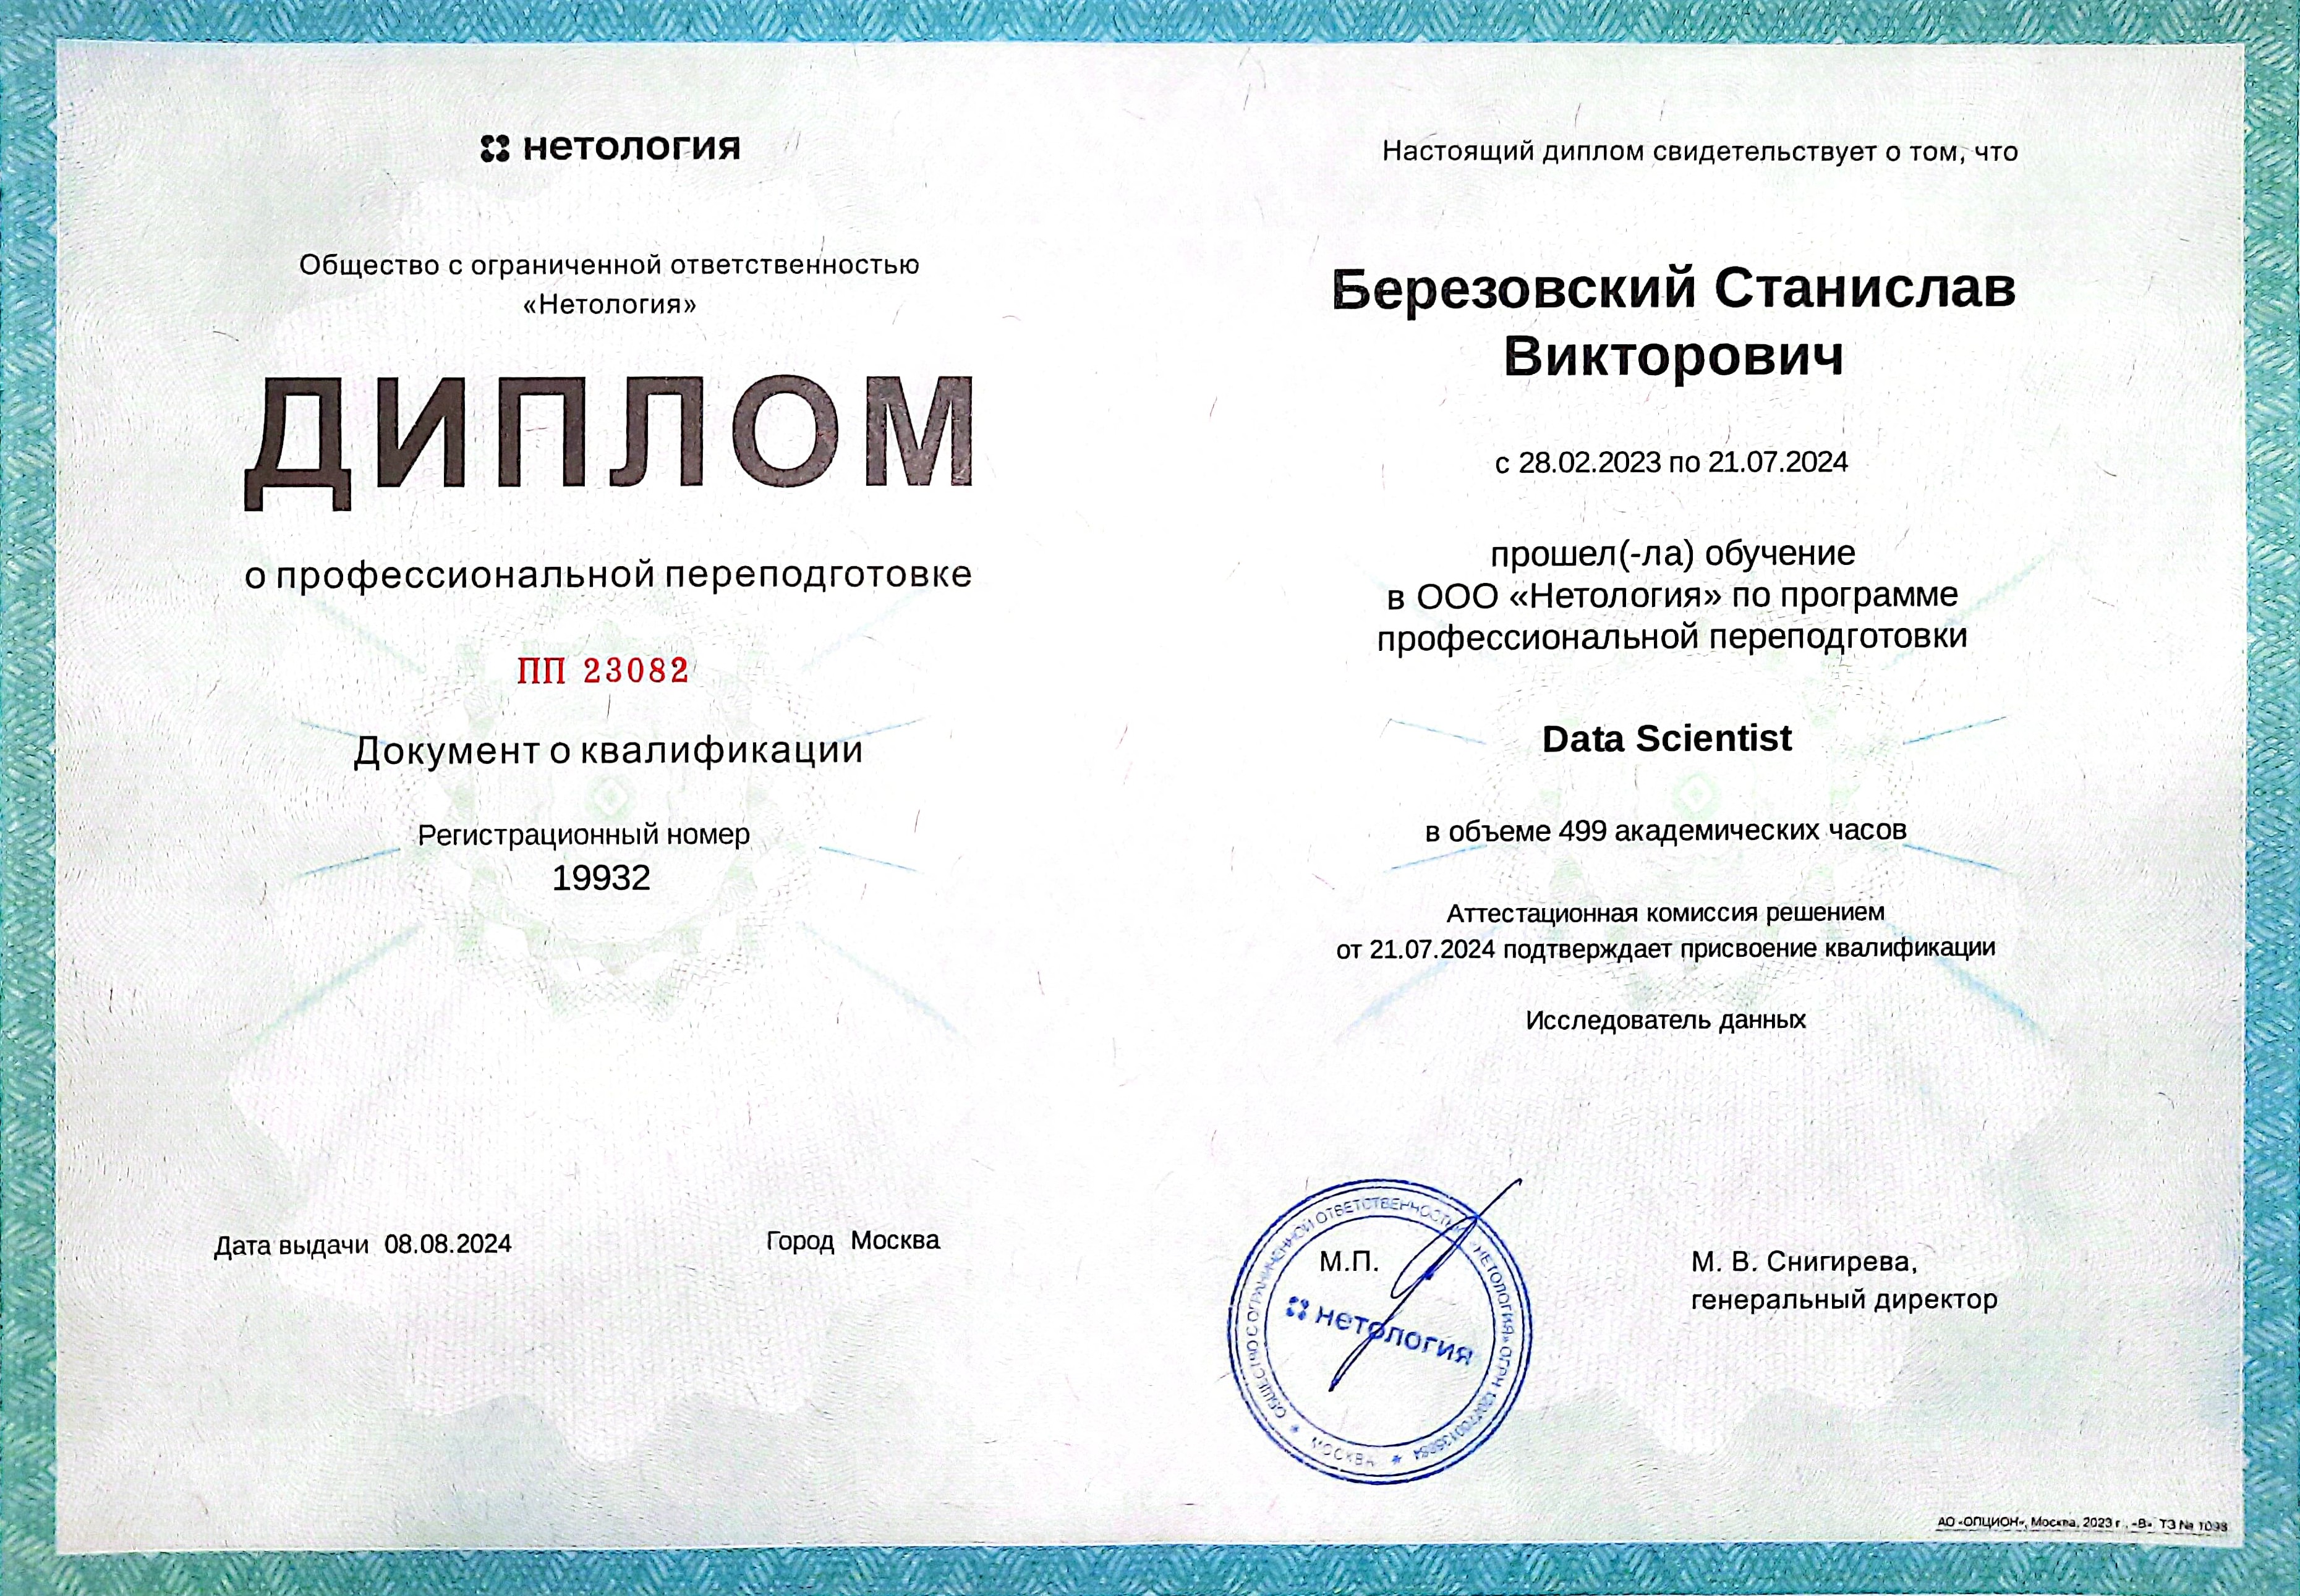 нетология
Общество с ограниченной ответственностью
«Нетология»
ДИПЛОМ
о профессиональной переподготовке
ПП 23082
Документ о квалификации
Регистрационный номер
19932
Дата выдачи 08.08.2024
Город Москва
Настоящий диплом свидетельствует о том, что
Березовский Станислав
Викторович
с 28.02.2023 по 21.07.2024
прошел(-ла) обучение
в ООО «Нетология» по программе
профессиональной переподготовки
Data Scientist
в объеме 499 академических часов
Аттестационная комиссия решением
от 21.07.2024 подтверждает присвоение квалификации
Исследователь данных
М.П.
ОБЩЕСТВО С ОГРАНИЧЕННОЙ ОТВЕТСТВЕННОСТЬЮ «НЕТОЛОГИЯ» ОГРН
МОСКВА
нетология
М. В. Снигирева,
генеральный директор
АО «ОПЦИОН», Москва, 2023 г., «В». ТЗ № 1098